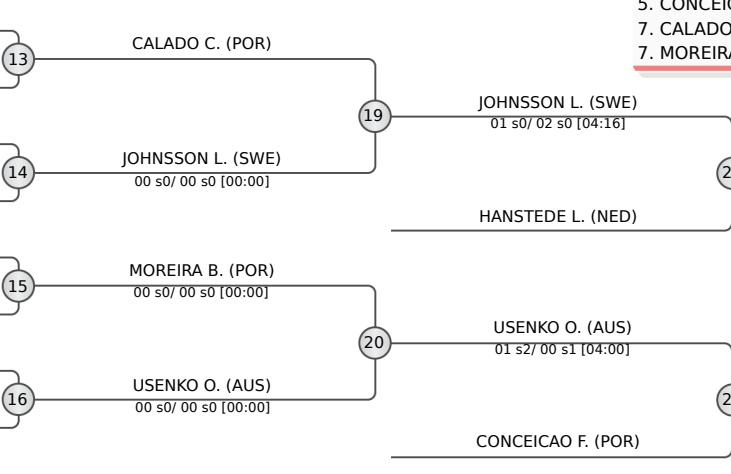 5. CONCEIC
7. CALADO
7. MOREIRA
13
CALADO C. (POR)
19
JOHNSSON L. (SWE)
01 s0/ 02 s0 [04:16]
14
JOHNSSON L. (SWE)
00 s0/ 00 s0 [00:00]
2
HANSTEDE L. (NED)
15
MOREIRA B. (POR)
00 s0/ 00 s0 [00:00]
20
USENKO O. (AUS)
01 s2/ 00 s1 [04:00]
16
USENKO O. (AUS)
00 s0/ 00 s0 [00:00]
2
CONCEICAO F. (POR)